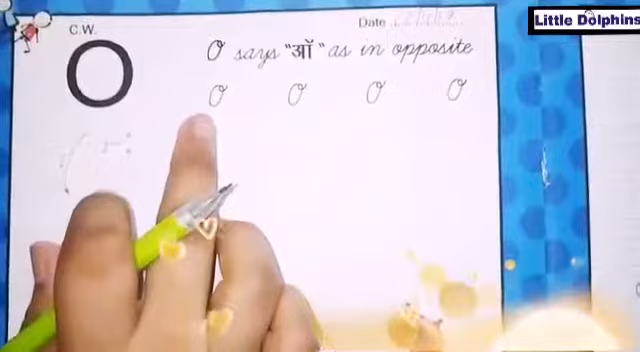 Little Dolphins
C.W.
Date
O
O says "ऑ" as in opposite
O O O O